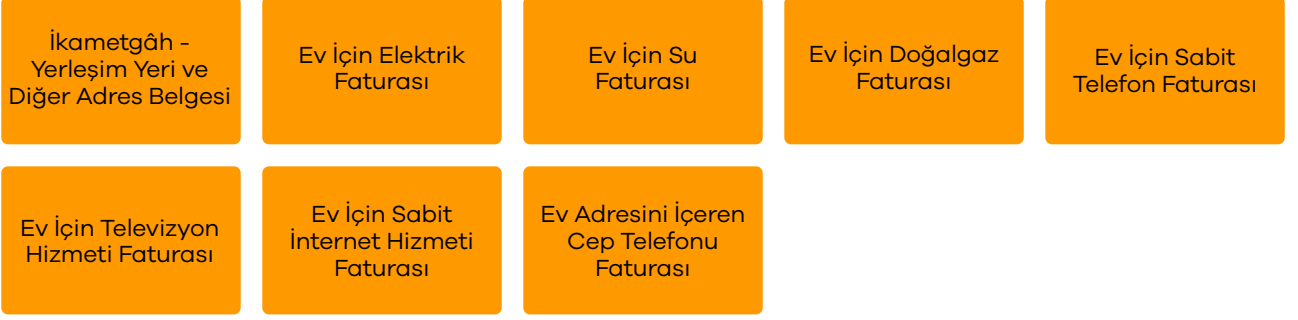 İkametgâh -
Yerleşim Yeri ve
Diğer Adres Belgesi
Ev İçin Elektrik
Faturası
Ev İçin Su
Faturası
Ev İçin Doğalgaz
Faturası
Ev İçin Sabit
Telefon Faturası
Ev İçin Televizyon
Hizmeti Faturası
Ev İçin Sabit
İnternet Hizmeti
Faturası
Ev Adresini İçeren
Cep Telefonu
Faturası